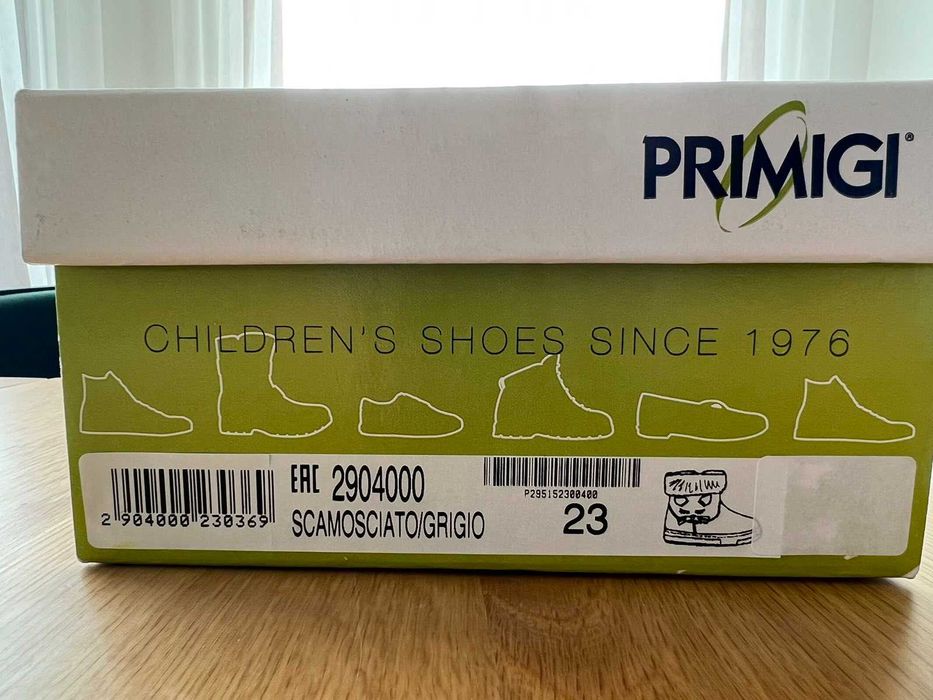 PRIMIGI®
CHILDREN'S SHOES SINCE 1976
EAC 2904000
SCAMOSCIATO/GRIGIO
P295152300400
23
2 904000 230369